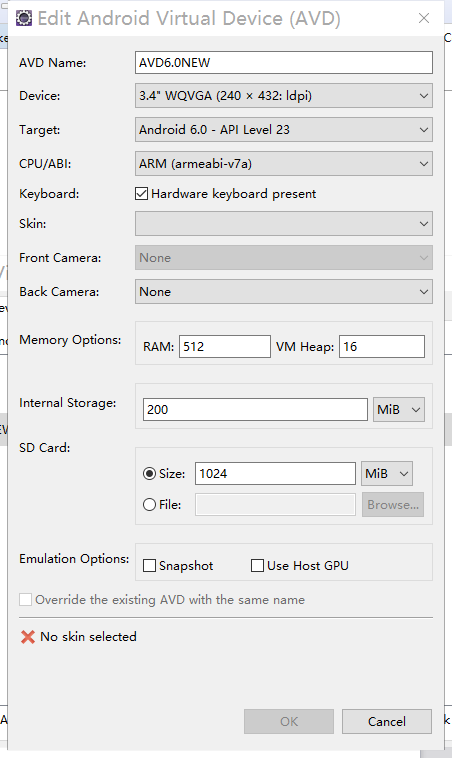 Edit Android Virtual Device (AVD)
AVD Name: AVD6.0NEW
Device: 3.4" WQVGA (240 × 432: ldpi)
Target: Android 6.0 - API Level 23
CPU/ABI: ARM (armeabi-v7a)
Keyboard: Hardware keyboard present
Skin:
Front Camera: None
Back Camera: None
Memory Options: RAM: 512 VM Heap: 16
Internal Storage: 200 MiB
SD Card:
Size: 1024 MiB
File: Browse...
Emulation Options: Snapshot Use Host GPU
Override the existing AVD with the same name
No skin selected
OK Cancel